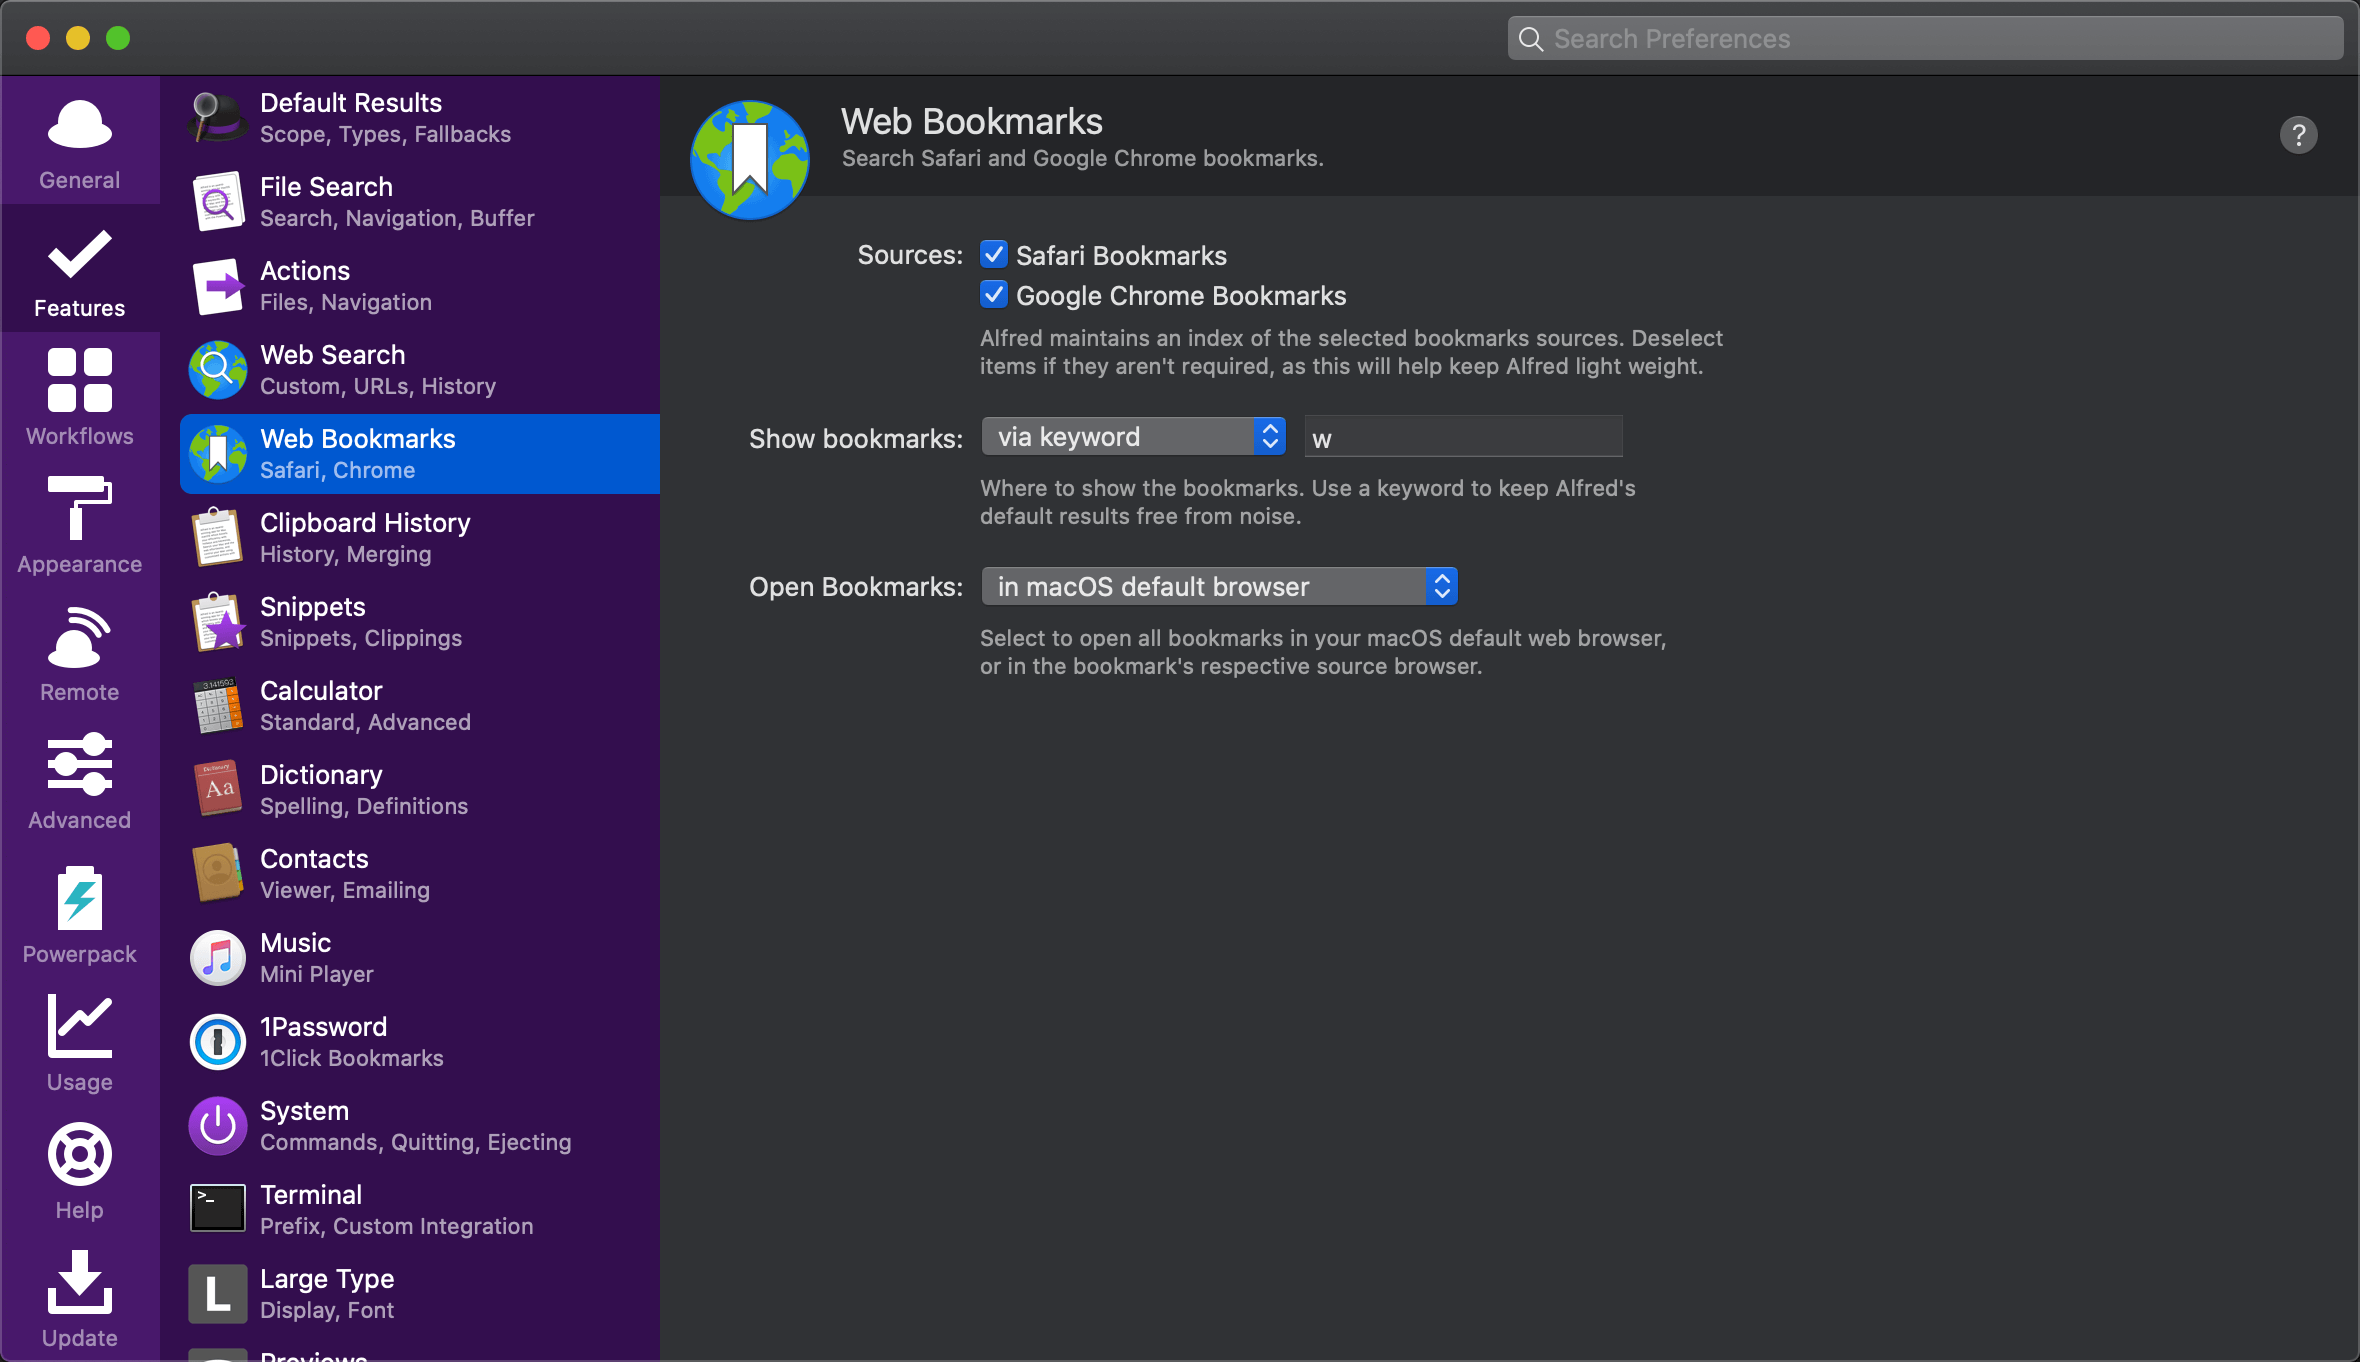 Search Preferences
General
Features
Workflows
Appearance
Remote
Advanced
Powerpack
Usage
Help
Update
Default Results
Scope, Types, Fallbacks
File Search
Search, Navigation, Buffer
Actions
Files, Navigation
Web Search
Custom, URLs, History
Web Bookmarks
Safari, Chrome
Clipboard History
History, Merging
Snippets
Snippets, Clippings
Calculator
Standard, Advanced
Dictionary
Spelling, Definitions
Contacts
Viewer, Emailing
Music
Mini Player
1Password
1Click Bookmarks
System
Commands, Quitting, Ejecting
Terminal
Prefix, Custom Integration
Large Type
Display, Font
Previews
Dictionary
Aa
3.141593
>_
L
Web Bookmarks
Search Safari and Google Chrome bookmarks.
?
Sources:
Safari Bookmarks
Google Chrome Bookmarks
Alfred maintains an index of the selected bookmarks sources. Deselect
items if they aren't required, as this will help keep Alfred light weight.
Show bookmarks: via keyword w
Where to show the bookmarks. Use a keyword to keep Alfred's
default results free from noise.
Open Bookmarks: in macOS default browser
Select to open all bookmarks in your macOS default web browser,
or in the bookmark's respective source browser.